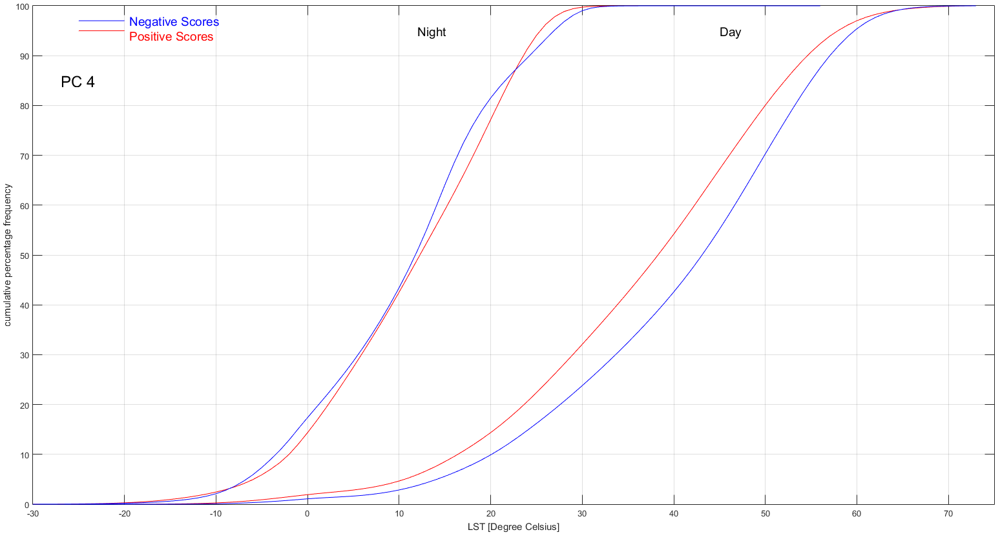 Negative Scores
Positive Scores
Night
Day
PC 4
100
90
80
70
60
50
40
30
20
10
0
cumulative percentage frequency
-30 -20 -10 0 10 20 30 40 50 60 70
LST [Degree Celsius]